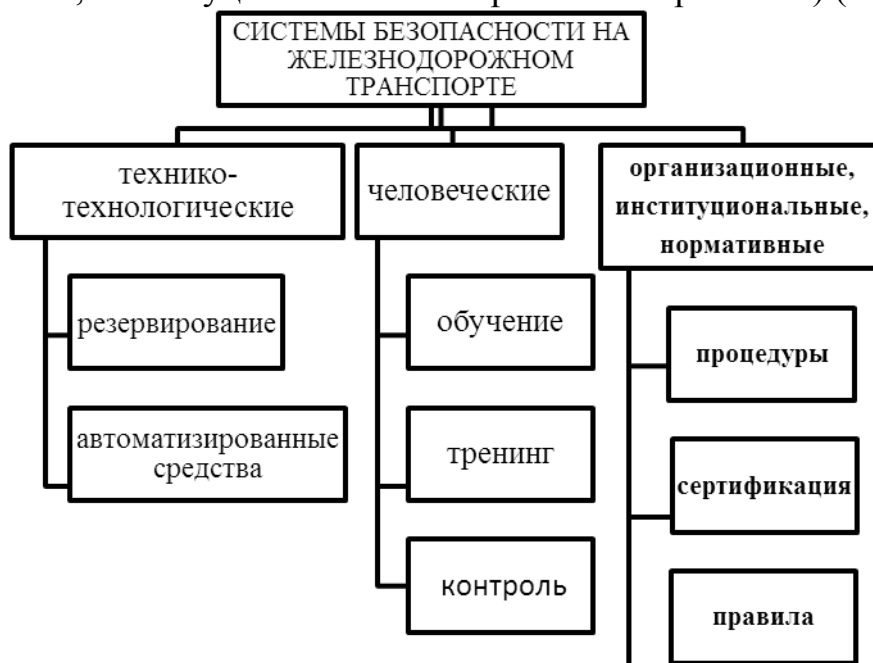 СИСТЕМЫ БЕЗОПАСНОСТИ НА
ЖЕЛЕЗНОДОРОЖНОМ
ТРАНСПОРТЕ
технико-
технологические
резервирование
автоматизированные
средства
человеческие
обучение
тренинг
контроль
организационные,
институциональные,
нормативные
процедуры
сертификация
правила